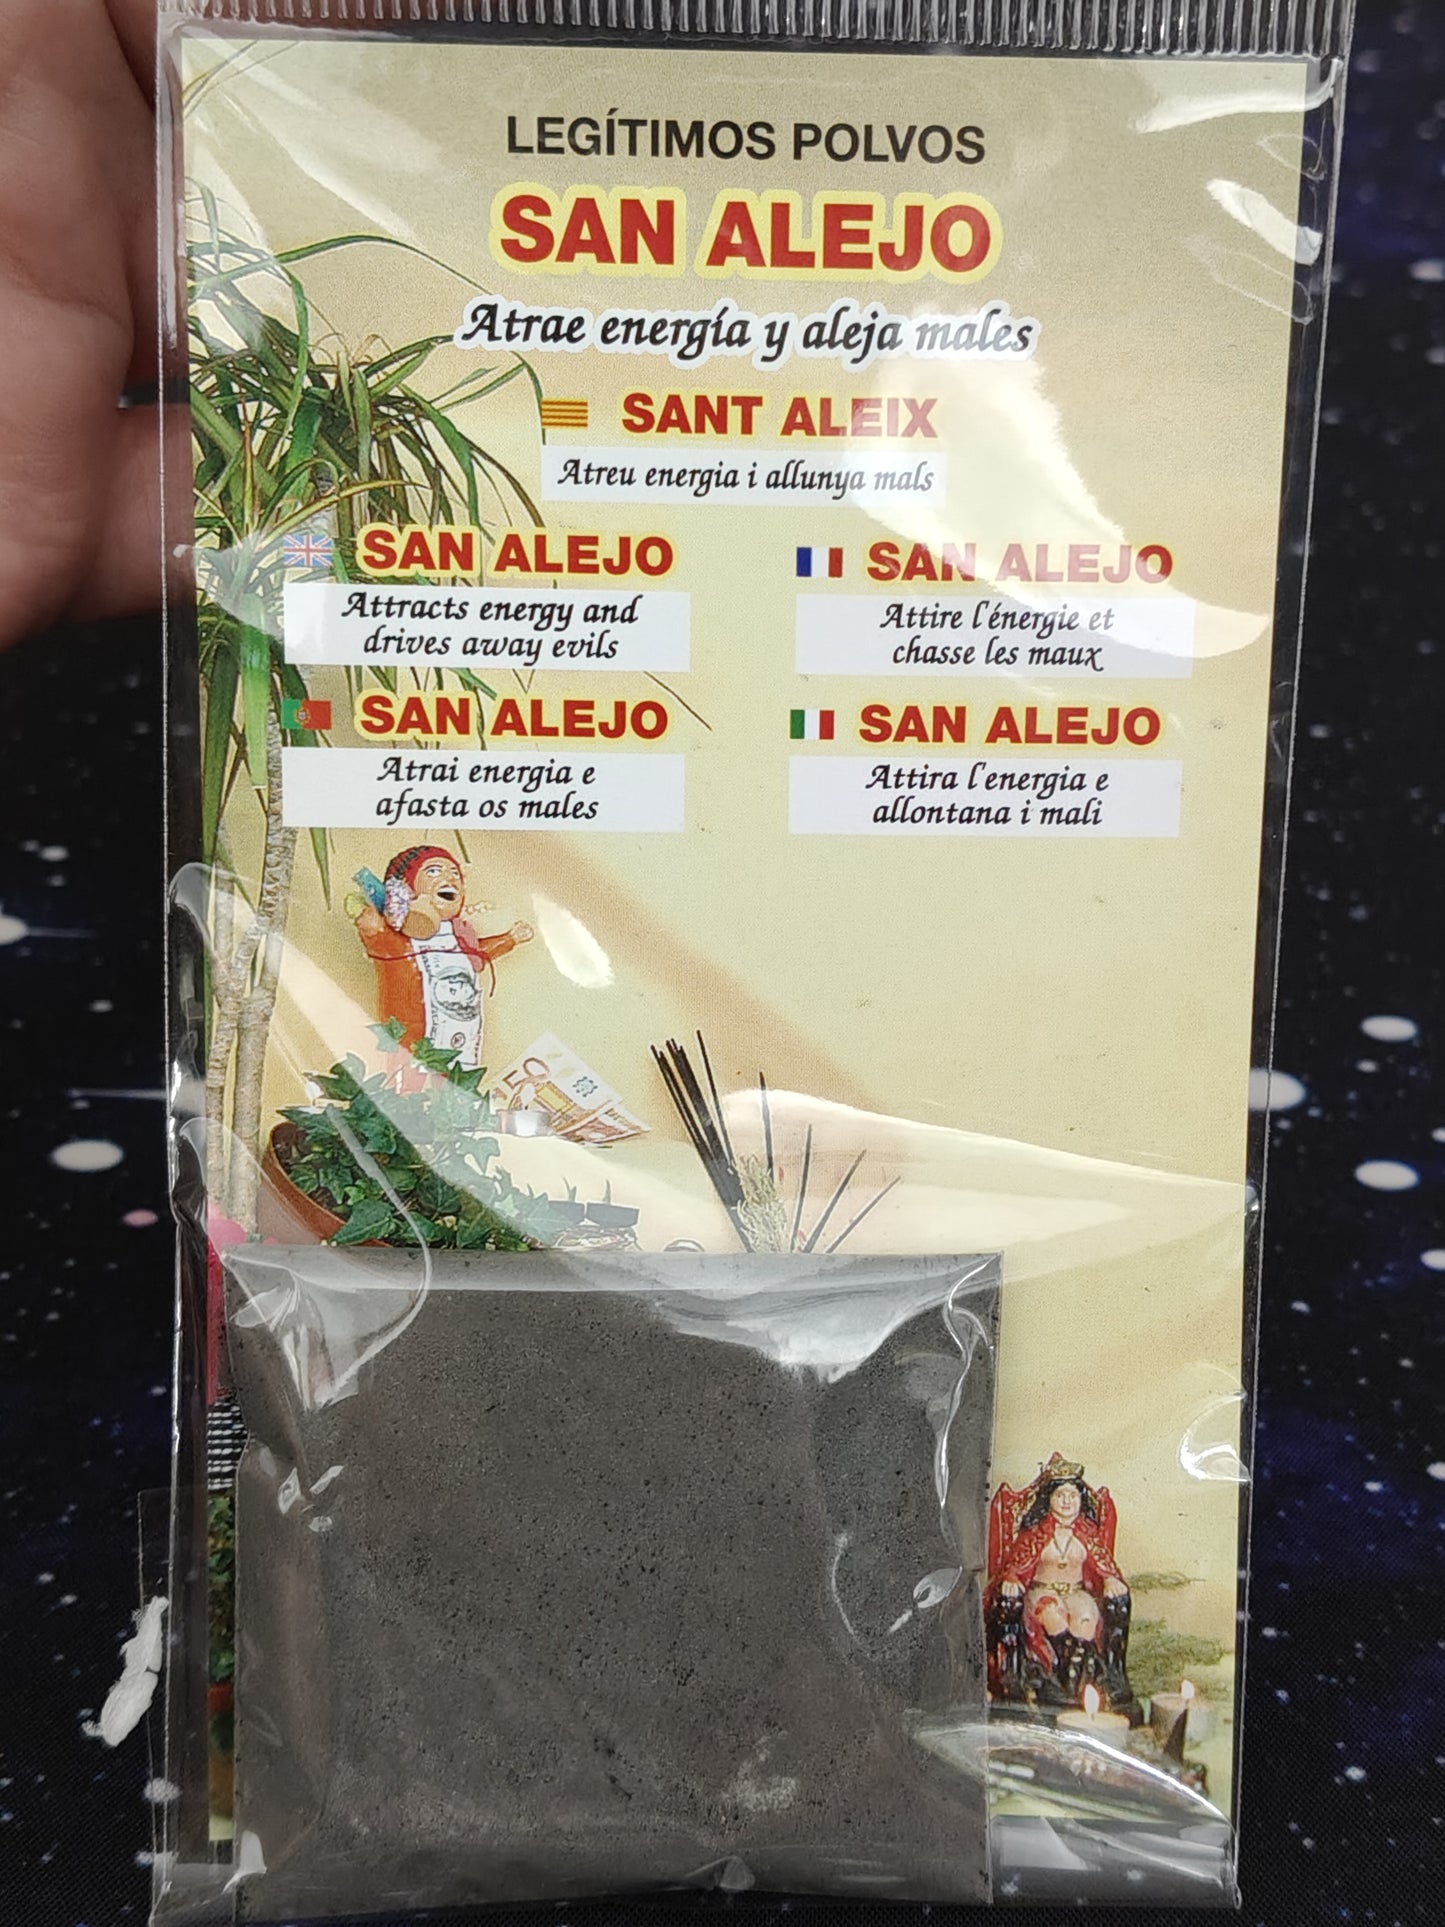 LEGÍTIMOS POLVOS
SAN ALEJO
Atrae energía y aleja males
SANT ALEIX
Atreu energia i allunya mals
SAN ALEJO
Attracts energy and
drives away evils
SAN ALEJO
Attire l'énergie et
chasse les maux
SAN ALEJO
Atrai energia e
afasta os males
SAN ALEJO
Attira l'energia e
allontana i mali
50